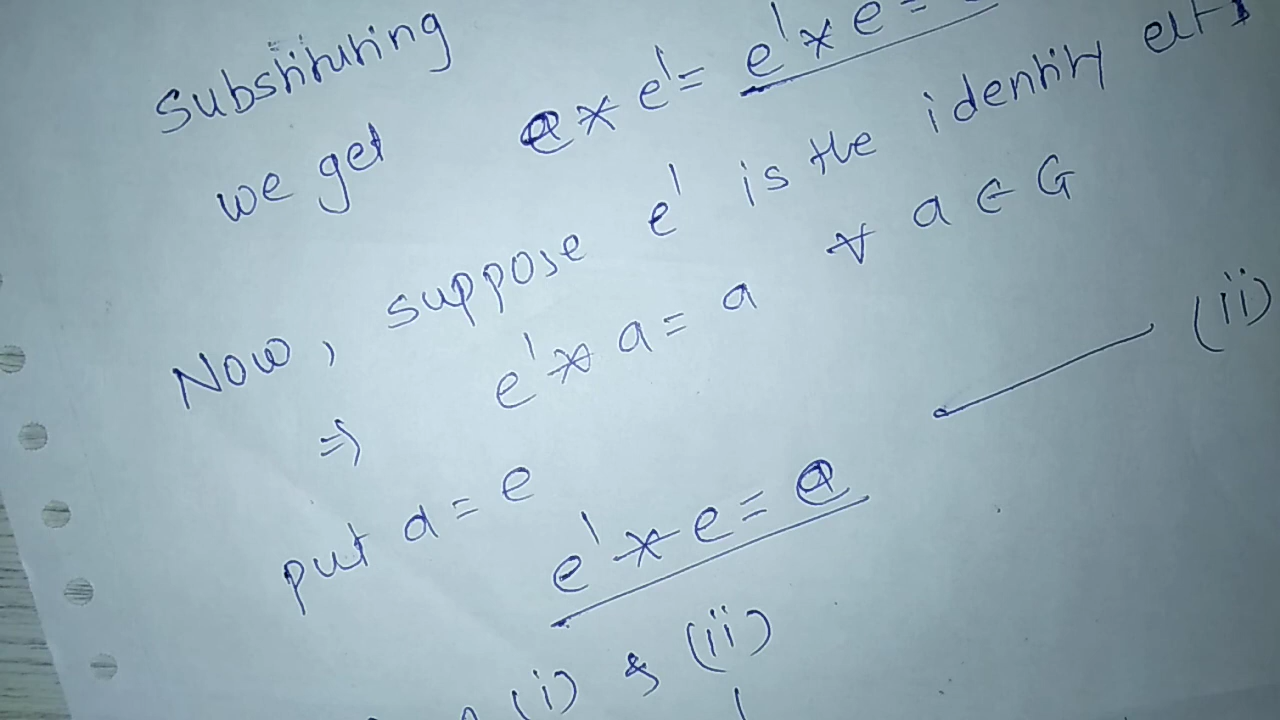 Substituting
we get e * e' = e' * e =
Now, suppose e' is the identity elt
⇒ e' * a = a ∀ a ∈ G
(ii)
put a = e
e' * e = e
(i) & (ii)